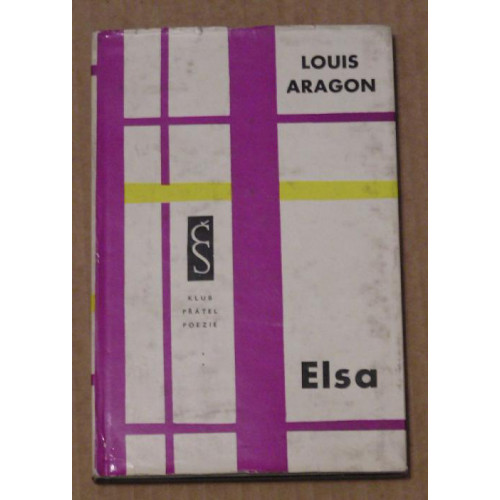 LOUIS
ARAGON
ČS
KLUB
PŘÁTEL
POEZIE
Elsa